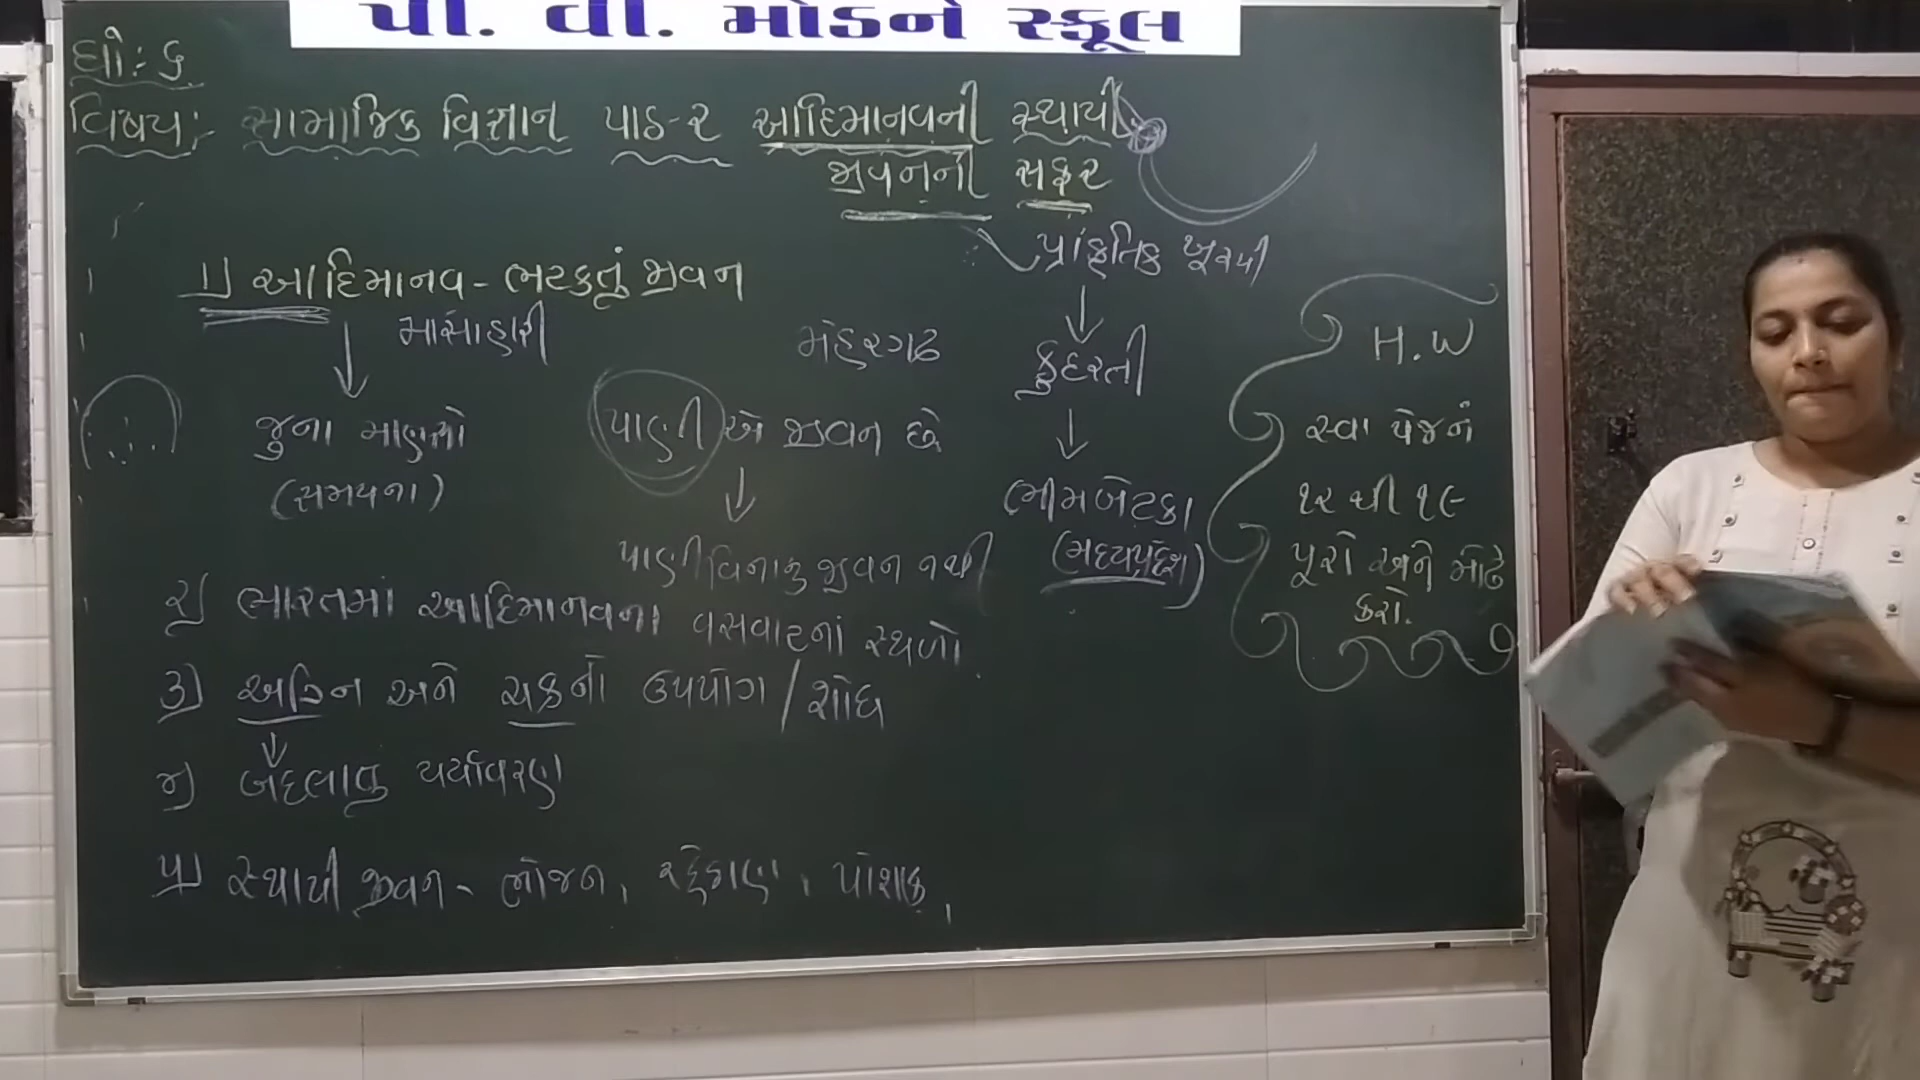 પી. વી. મોડર્ન સ્કૂલ
ધો:- ૬
વિષય:- સામાજિક વિજ્ઞાન પાઠ-૨ આદિમાનવની સ્થાયી
જીવનની સફર
૧) આદિમાનવ - ભટકતું જીવન
માંસાહારી
જુના માણસો
(સમયના)
મેહરગઢ
પાણી એ જીવન છે
પાણી વિનાનુ જીવન નથી
પ્રાકૃતિક
કુદરતી
ભીમબેટકા
(મધ્યપ્રદેશ)
૨) ભારતમાં આદિમાનવના વસવાટનાં સ્થળો.
૩) અગ્નિ અને ચક્રનો ઉપયોગ / શોધ
૪) બદલાતુ પર્યાવરણ
૫) સ્થાયી જીવન - ભોજન, રહેઠાણ, પોશાક,
H.W
સ્વા પેજ નં
૧૨ થી ૧૯
પૂરો અને મોઢે
કરો.